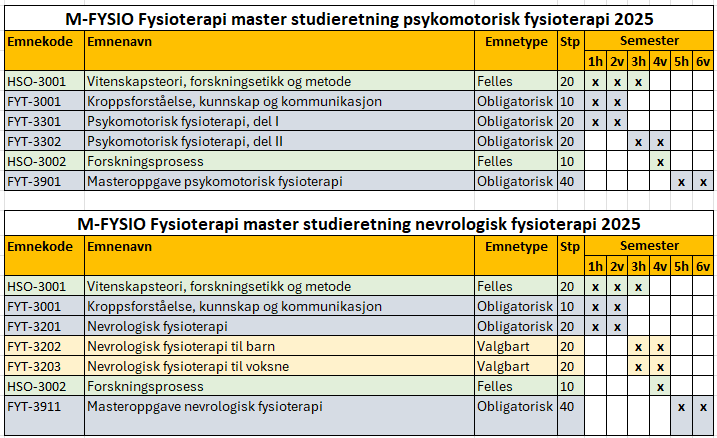 M-FYSIO Fysioterapi master studieretning psykomotorisk fysioterapi 2025
Emnekode Emnenavn Emnetype Stp Semester
1h 2v 3h 4v 5h 6v
HSO-3001 Vitenskapsteori, forskningsetikk og metode Felles 20 x x x
FYT-3001 Kroppsforståelse, kunnskap og kommunikasjon Obligatorisk 10 x x
FYT-3301 Psykomotorisk fysioterapi, del I Obligatorisk 20 x x
FYT-3302 Psykomotorisk fysioterapi, del II Obligatorisk 20 x x
HSO-3002 Forskningsprosess Felles 10 x
FYT-3901 Masteroppgave psykomotorisk fysioterapi Obligatorisk 40 x x
M-FYSIO Fysioterapi master studieretning nevrologisk fysioterapi 2025
Emnekode Emnenavn Emnetype Stp Semester
1h 2v 3h 4v 5h 6v
HSO-3001 Vitenskapsteori, forskningsetikk og metode Felles 20 x x x
FYT-3001 Kroppsforståelse, kunnskap og kommunikasjon Obligatorisk 10 x x
FYT-3201 Nevrologisk fysioterapi Obligatorisk 20 x x
FYT-3202 Nevrologisk fysioterapi til barn Valgbart 20 x x
FYT-3203 Nevrologisk fysioterapi til voksne Valgbart 20 x x
HSO-3002 Forskningsprosess Felles 10 x
FYT-3911 Masteroppgave nevrologisk fysioterapi Obligatorisk 40 x x